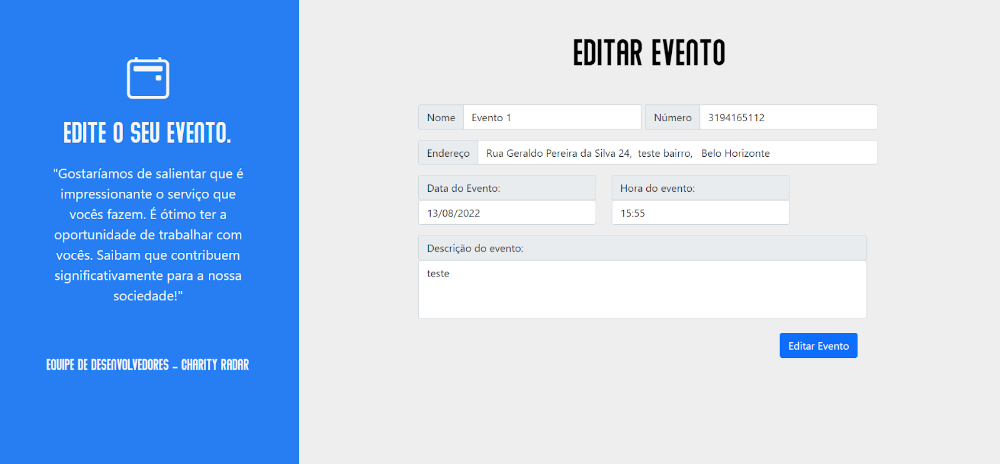 EDITE O SEU EVENTO.
"Gostaríamos de salientar que é
impressionante o serviço que
vocês fazem. É ótimo ter a
oportunidade de trabalhar com
vocês. Saibam que contribuem
significativamente para a nossa
sociedade!"
EQUIPE DE DESENVOLVEDORES - CHARITY RADAR
EDITAR EVENTO
Nome Evento 1 Número 3194165112
Endereço Rua Geraldo Pereira da Silva 24, teste bairro, Belo Horizonte
Data do Evento: Hora do evento:
13/08/2022 15:55
Descrição do evento:
teste
Editar Evento